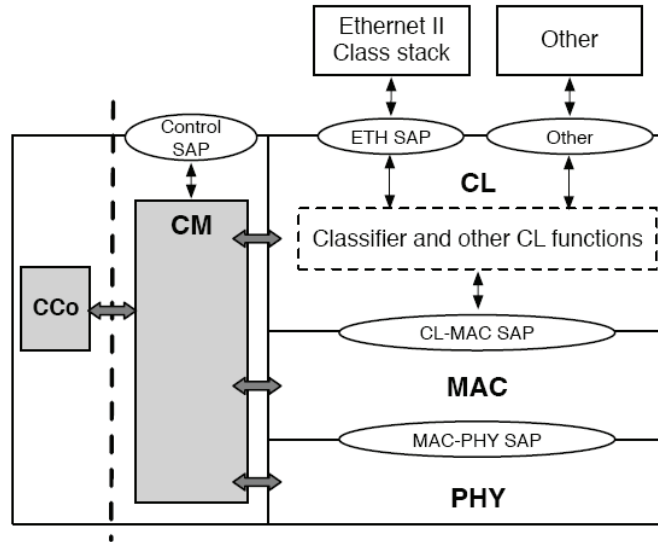 Ethernet II
Class stack
Other
Control
SAP
ETH SAP
Other
CL
CM
Classifier and other CL functions
CCo
CL-MAC SAP
MAC
MAC-PHY SAP
PHY